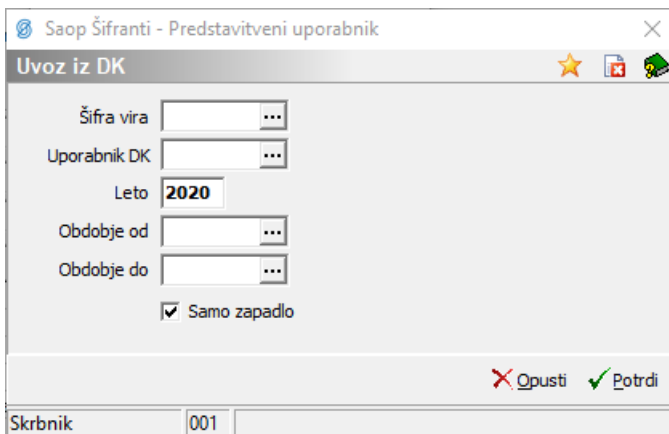 Saop Šifranti - Predstavitveni uporabnik
Uvoz iz DK
Šifra vira
Uporabnik DK
Leto 2020
Obdobje od
Obdobje do
Samo zapadlo
Opusti Potrdi
Skrbnik 001